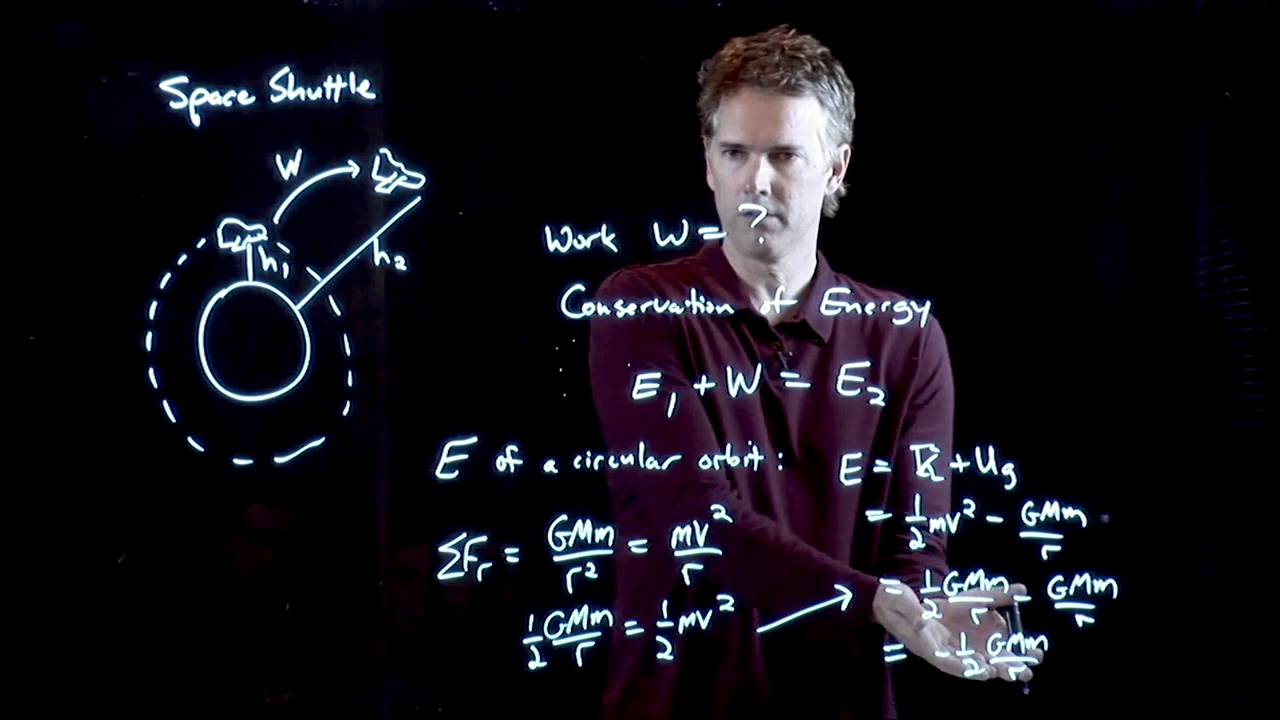 Space Shuttle
W
h₁
h₂
Work W = ?
Conservation of Energy
E₁ + W = E₂
E of a circular orbit: E = K + Ug
= 1/2 mv² - GMm/r
ΣFr = GMm/r² = mv²/r
= 1/2 GMm/r - GMm/r
1/2 GMm/r = 1/2 mv²
= -1/2 GMm/r